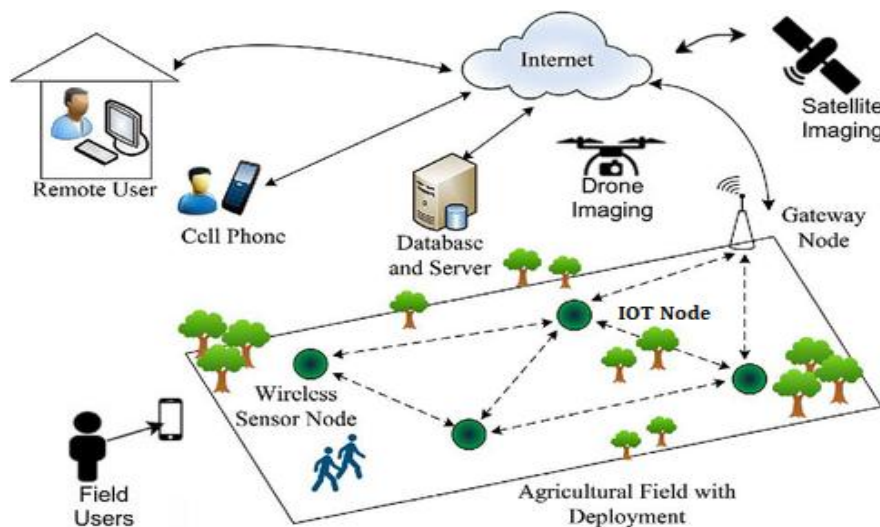 Internet
Satellite
Imaging
Remote User
Cell Phone
Database
and Server
Drone
Imaging
Gateway
Node
IOT Node
Wireless
Sensor Node
Field
Users
Agricultural Field with
Deployment